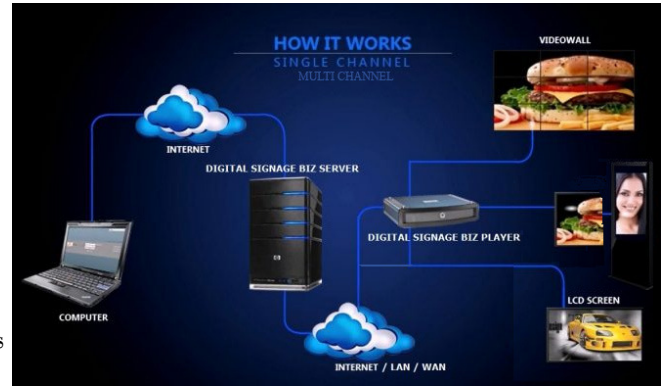 HOW IT WORKS
SINGLE CHANNEL
MULTI CHANNEL
VIDEOWALL
INTERNET
DIGITAL SIGNAGE BIZ SERVER
DIGITAL SIGNAGE BIZ PLAYER
COMPUTER
LCD SCREEN
INTERNET / LAN / WAN
s